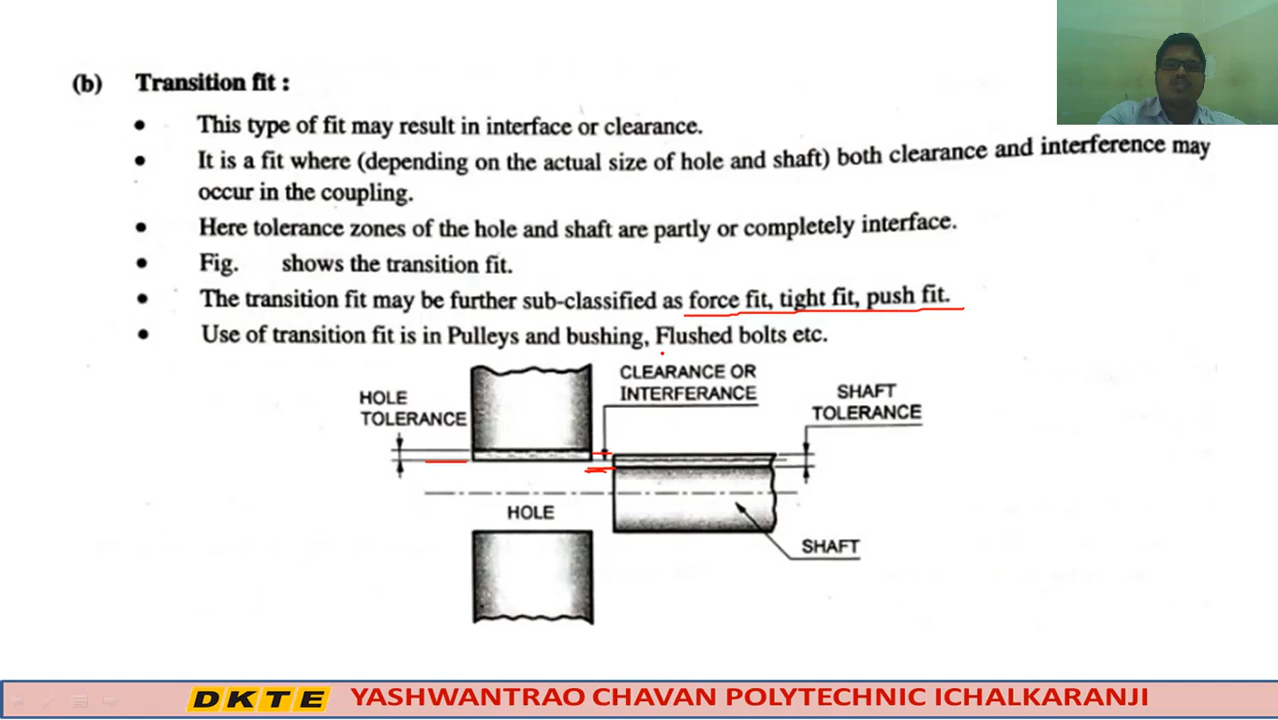 (b) Transition fit :
• This type of fit may result in interface or clearance.
• It is a fit where (depending on the actual size of hole and shaft) both clearance and interference may
occur in the coupling.
• Here tolerance zones of the hole and shaft are partly or completely interface.
• Fig. shows the transition fit.
• The transition fit may be further sub-classified as force fit, tight fit, push fit.
• Use of transition fit is in Pulleys and bushing, Flushed bolts etc.
HOLE
TOLERANCE
CLEARANCE OR
INTERFERANCE
SHAFT
TOLERANCE
HOLE
SHAFT
DKTE YASHWANTRAO CHAVAN POLYTECHNIC ICHALKARANJI